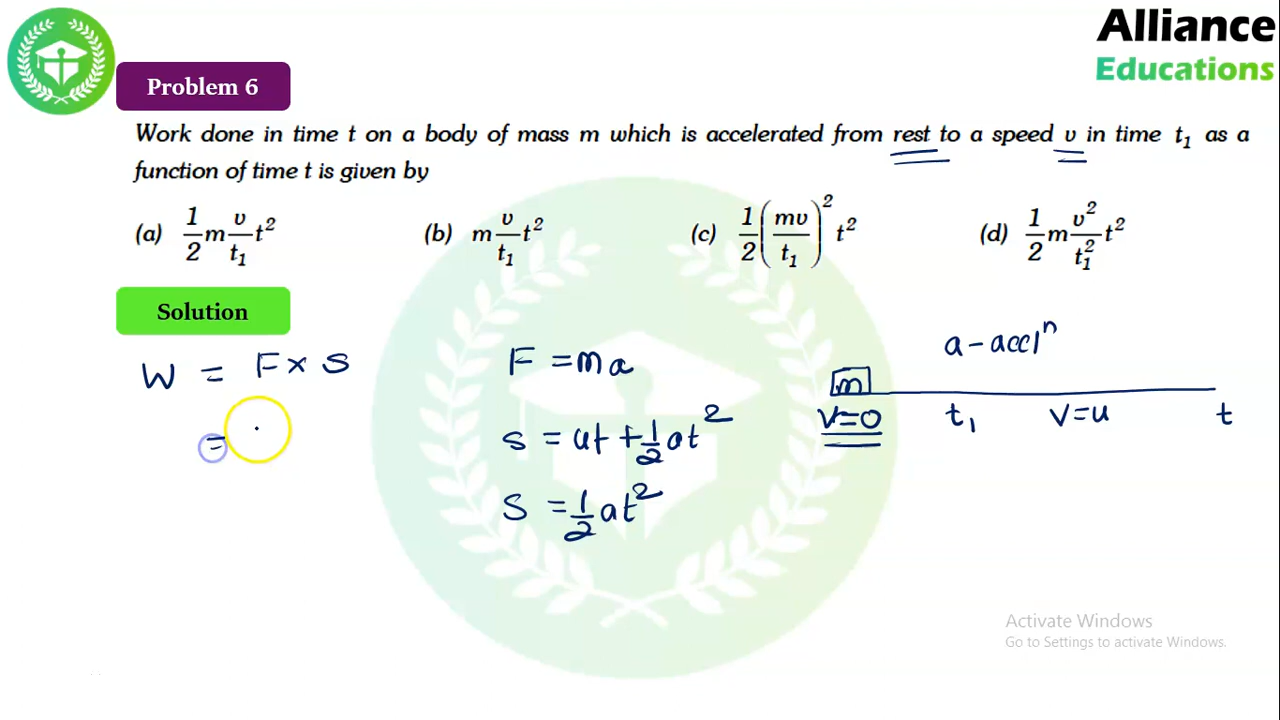 Alliance
Educations
Problem 6
Work done in time t on a body of mass m which is accelerated from rest to a speed υ in time t₁ as a
function of time t is given by
(a) 1/2 m υ/t₁ t² (b) m υ/t₁ t² (c) 1/2 (mυ/t₁)² t² (d) 1/2 m υ²/t₁² t²
Solution
W = F × S
=
F = ma
s = ut + 1/2 at²
S = 1/2 at²
a - acclⁿ
m
V=0 t₁ V=u t
Activate Windows
Go to Settings to activate Windows.